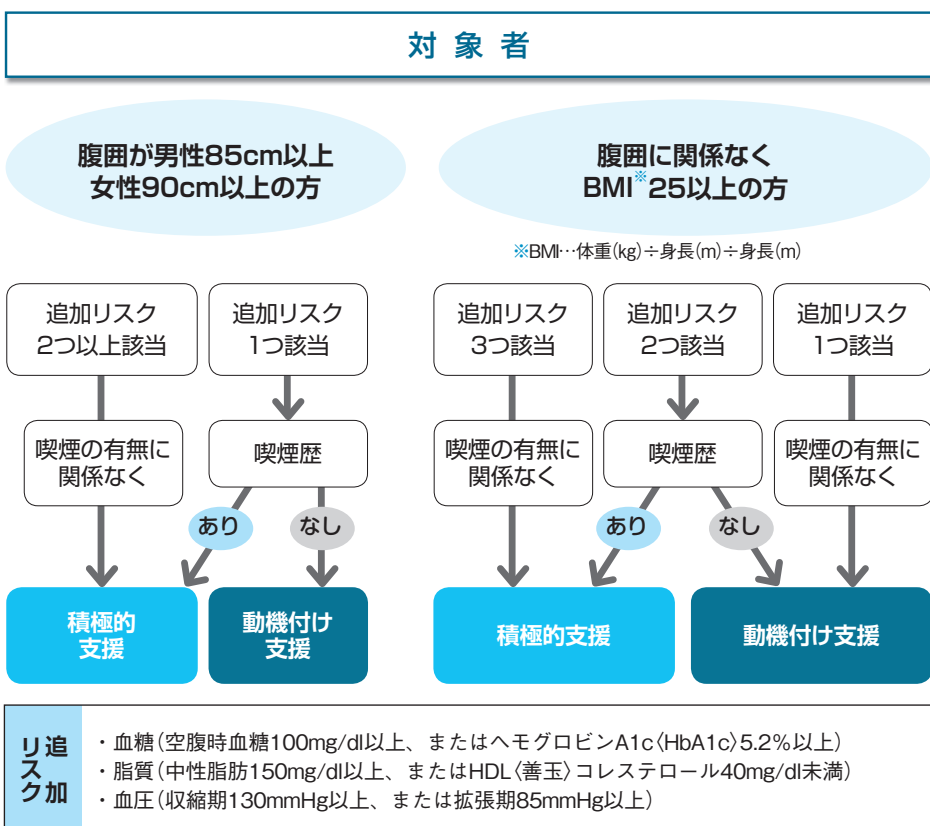 対象者
腹囲が男性85cm以上
女性90cm以上の方
腹囲に関係なく
BMI※25以上の方
※BMI…体重(kg)÷身長(m)÷身長(m)
追加リスク
2つ以上該当
追加リスク
1つ該当
追加リスク
3つ該当
追加リスク
2つ該当
追加リスク
1つ該当
喫煙の有無に
関係なく
喫煙歴
喫煙の有無に
関係なく
喫煙歴
喫煙の有無に
関係なく
あり
なし
あり
なし
積極的
支援
動機付け
支援
積極的支援
動機付け支援
追加
リスク
・血糖(空腹時血糖100mg/dl以上、またはヘモグロビンA1c〈HbA1c〉5.2%以上)
・脂質(中性脂肪150mg/dl以上、またはHDL〈善玉〉コレステロール40mg/dl未満)
・血圧(収縮期130mmHg以上、または拡張期85mmHg以上)